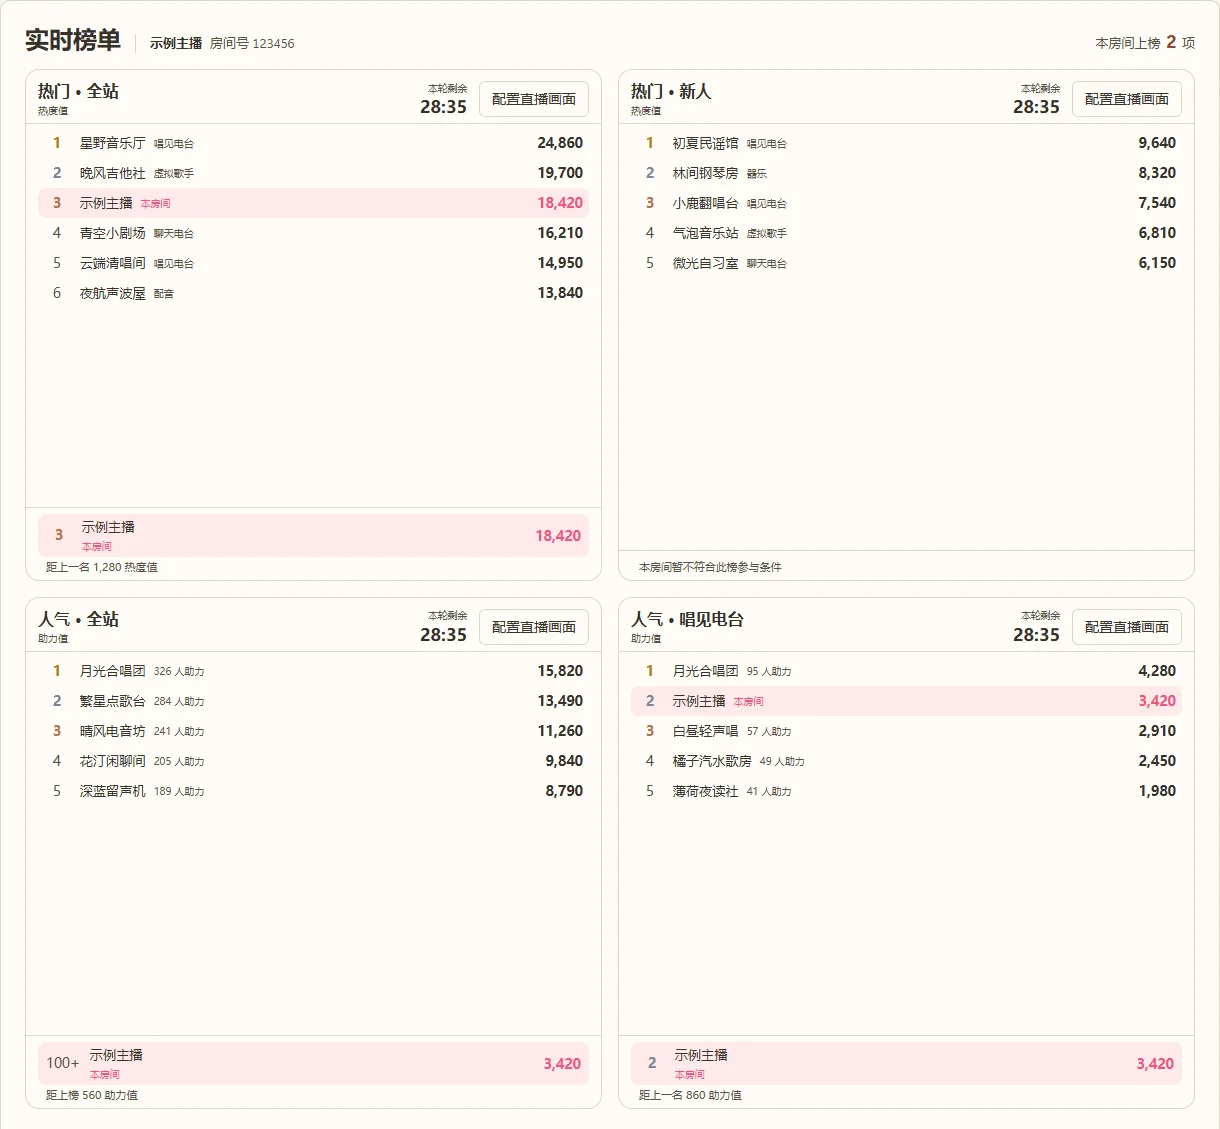 实时榜单 示例主播 房间号 123456 本房间上榜 2 项
热门 • 全站
热度值
本轮剩余
28:35
配置直播画面
1 星野音乐厅 唱见电台 24,860
2 晚风吉他社 虚拟歌手 19,700
3 示例主播 本房间 18,420
4 青空小剧场 聊天电台 16,210
5 云端清唱间 唱见电台 14,950
6 夜航声波屋 配音 13,840
3 示例主播 18,420
本房间
距上一名 1,280 热度值
热门 • 新人
热度值
本轮剩余
28:35
配置直播画面
1 初夏民谣馆 唱见电台 9,640
2 林间钢琴房 器乐 8,320
3 小鹿翻唱台 唱见电台 7,540
4 气泡音乐站 虚拟歌手 6,810
5 微光自习室 聊天电台 6,150
本房间暂不符合此榜参与条件
人气 • 全站
助力值
本轮剩余
28:35
配置直播画面
1 月光合唱团 326 人助力 15,820
2 繁星点歌台 284 人助力 13,490
3 晴风电音坊 241 人助力 11,260
4 花汀闲聊间 205 人助力 9,840
5 深蓝留声机 189 人助力 8,790
100+ 示例主播 3,420
本房间
距上榜 560 助力值
人气 • 唱见电台
助力值
本轮剩余
28:35
配置直播画面
1 月光合唱团 95 人助力 4,280
2 示例主播 本房间 3,420
3 白昼轻声唱 57 人助力 2,910
4 橘子汽水歌房 49 人助力 2,450
5 薄荷夜读社 41 人助力 1,980
2 示例主播 3,420
本房间
距上一名 860 助力值